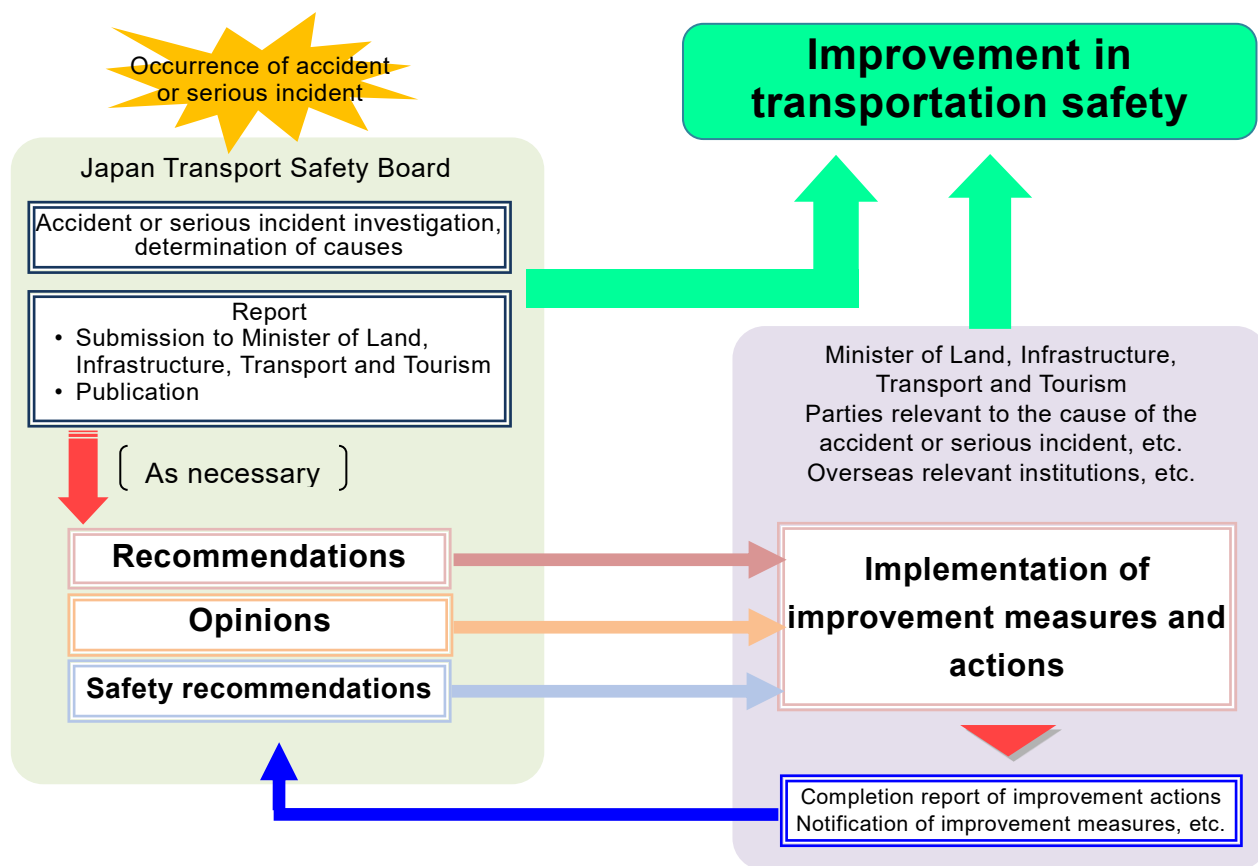 Occurrence of accident
or serious incident
Improvement in
transportation safety
Japan Transport Safety Board
Accident or serious incident investigation,
determination of causes
Report
• Submission to Minister of Land,
Infrastructure, Transport and Tourism
• Publication
As necessary
Recommendations
Opinions
Safety recommendations
Minister of Land, Infrastructure,
Transport and Tourism
Parties relevant to the cause of the
accident or serious incident, etc.
Overseas relevant institutions, etc.
Implementation of
improvement measures and
actions
Completion report of improvement actions
Notification of improvement measures, etc.